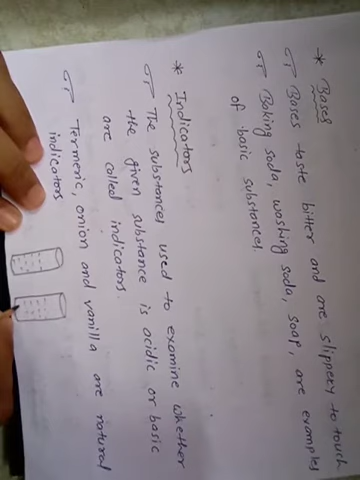 * Bases
Bases taste bitter and are slippery to touch
Baking soda, washing soda, soap, are examples
of basic substances.
* Indicators
The substances used to examine whether
the given substance is acidic or basic
are called indicators.
Termeric, onion and vanilla are natural
indicators